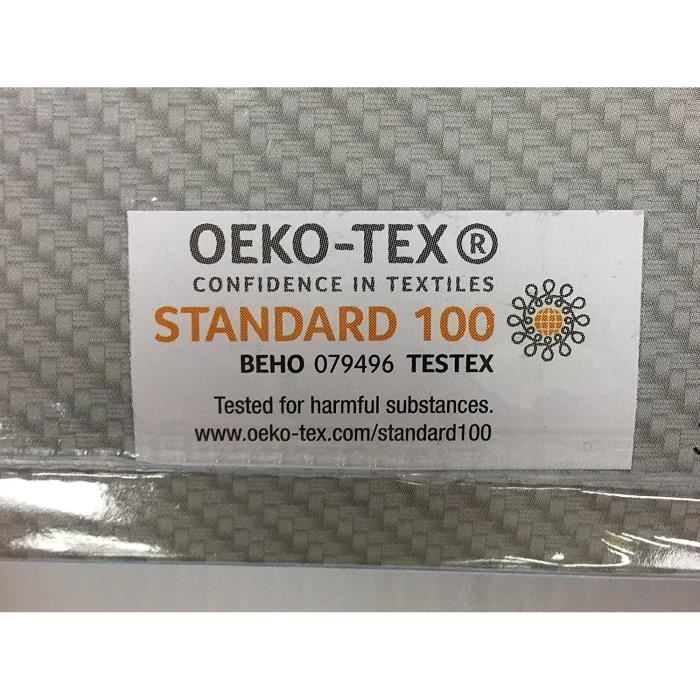 OEKO-TEX®
CONFIDENCE IN TEXTILES
STANDARD 100
BEHO 079496 TESTEX
Tested for harmful substances.
www.oeko-tex.com/standard100